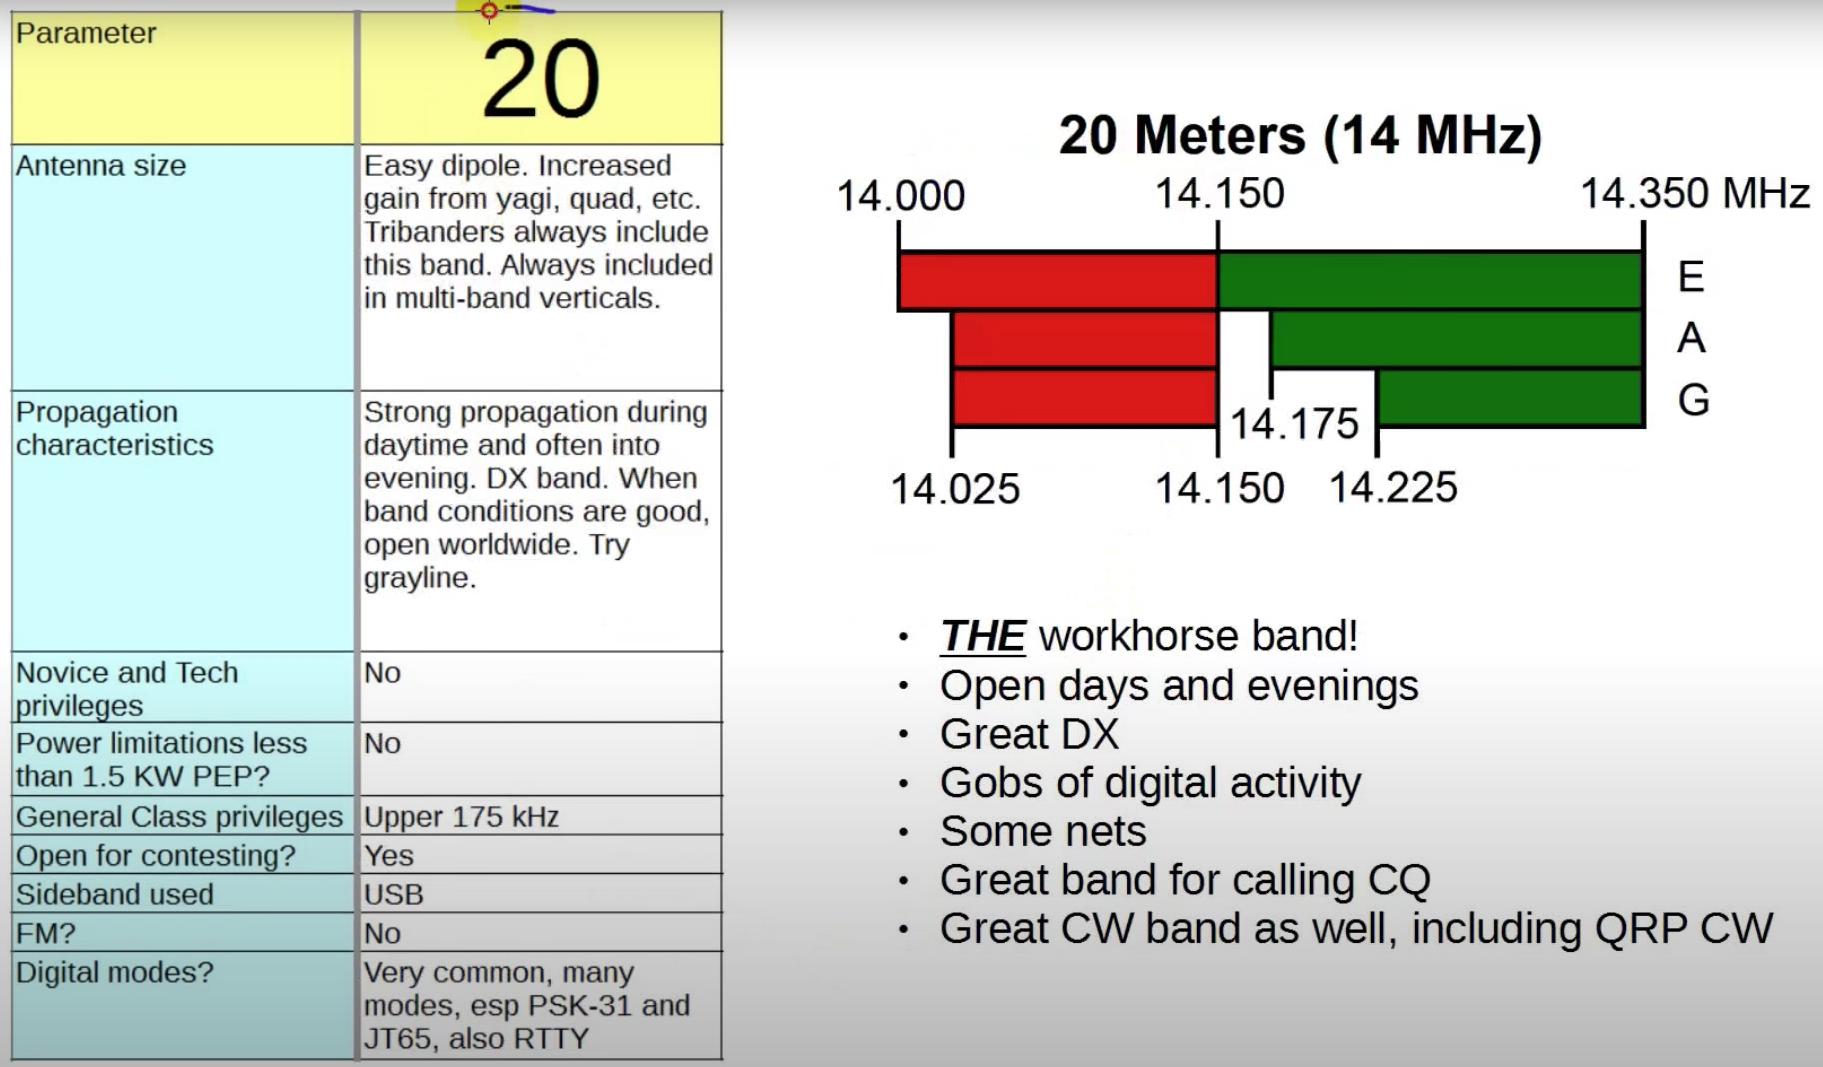 Parameter
20
Antenna size
Easy dipole. Increased
gain from yagi, quad, etc.
Tribanders always include
this band. Always included
in multi-band verticals.
Propagation
characteristics
Strong propagation during
daytime and often into
evening. DX band. When
band conditions are good,
open worldwide. Try
grayline.
Novice and Tech
privileges
No
Power limitations less
than 1.5 KW PEP?
No
General Class privileges
Upper 175 kHz
Open for contesting?
Yes
Sideband used
USB
FM?
No
Digital modes?
Very common, many
modes, esp PSK-31 and
JT65, also RTTY
20 Meters (14 MHz)
14.000 14.150 14.350 MHz
E
A
G
14.175
14.025 14.150 14.225
• THE workhorse band!
• Open days and evenings
• Great DX
• Gobs of digital activity
• Some nets
• Great band for calling CQ
• Great CW band as well, including QRP CW